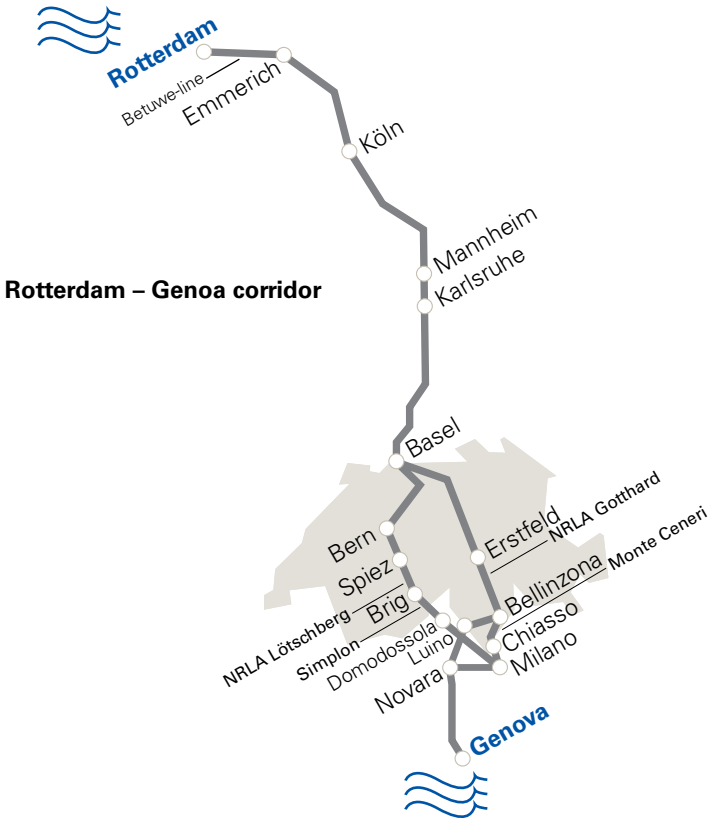 Rotterdam
Betuwe-line
Emmerich
Köln
Mannheim
Karlsruhe
Rotterdam – Genoa corridor
Basel
Bern
Erstfeld
NRLA Gotthard
Spiez
Monte Ceneri
Brig
Bellinzona
NRLA Lötschberg
Simplon
Domodossola
Luino
Chiasso
Milano
Novara
Genova